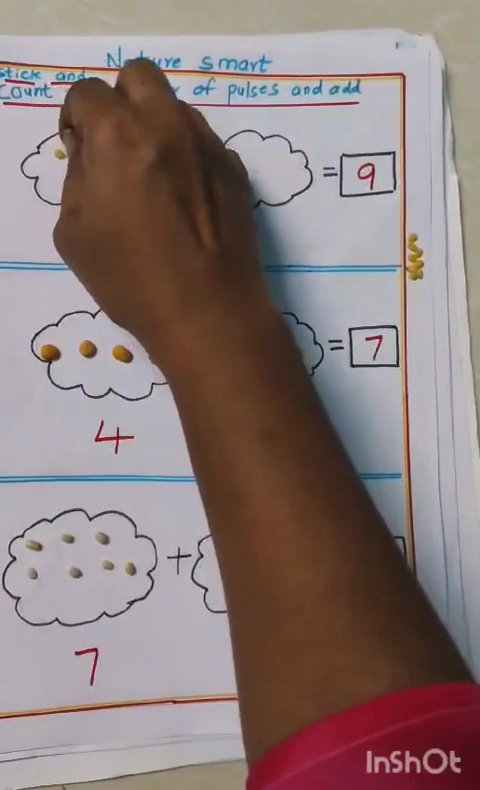 Nature smart
Stick and
Count of pulses and add
= 9
= 7
4
+
7
InShOt